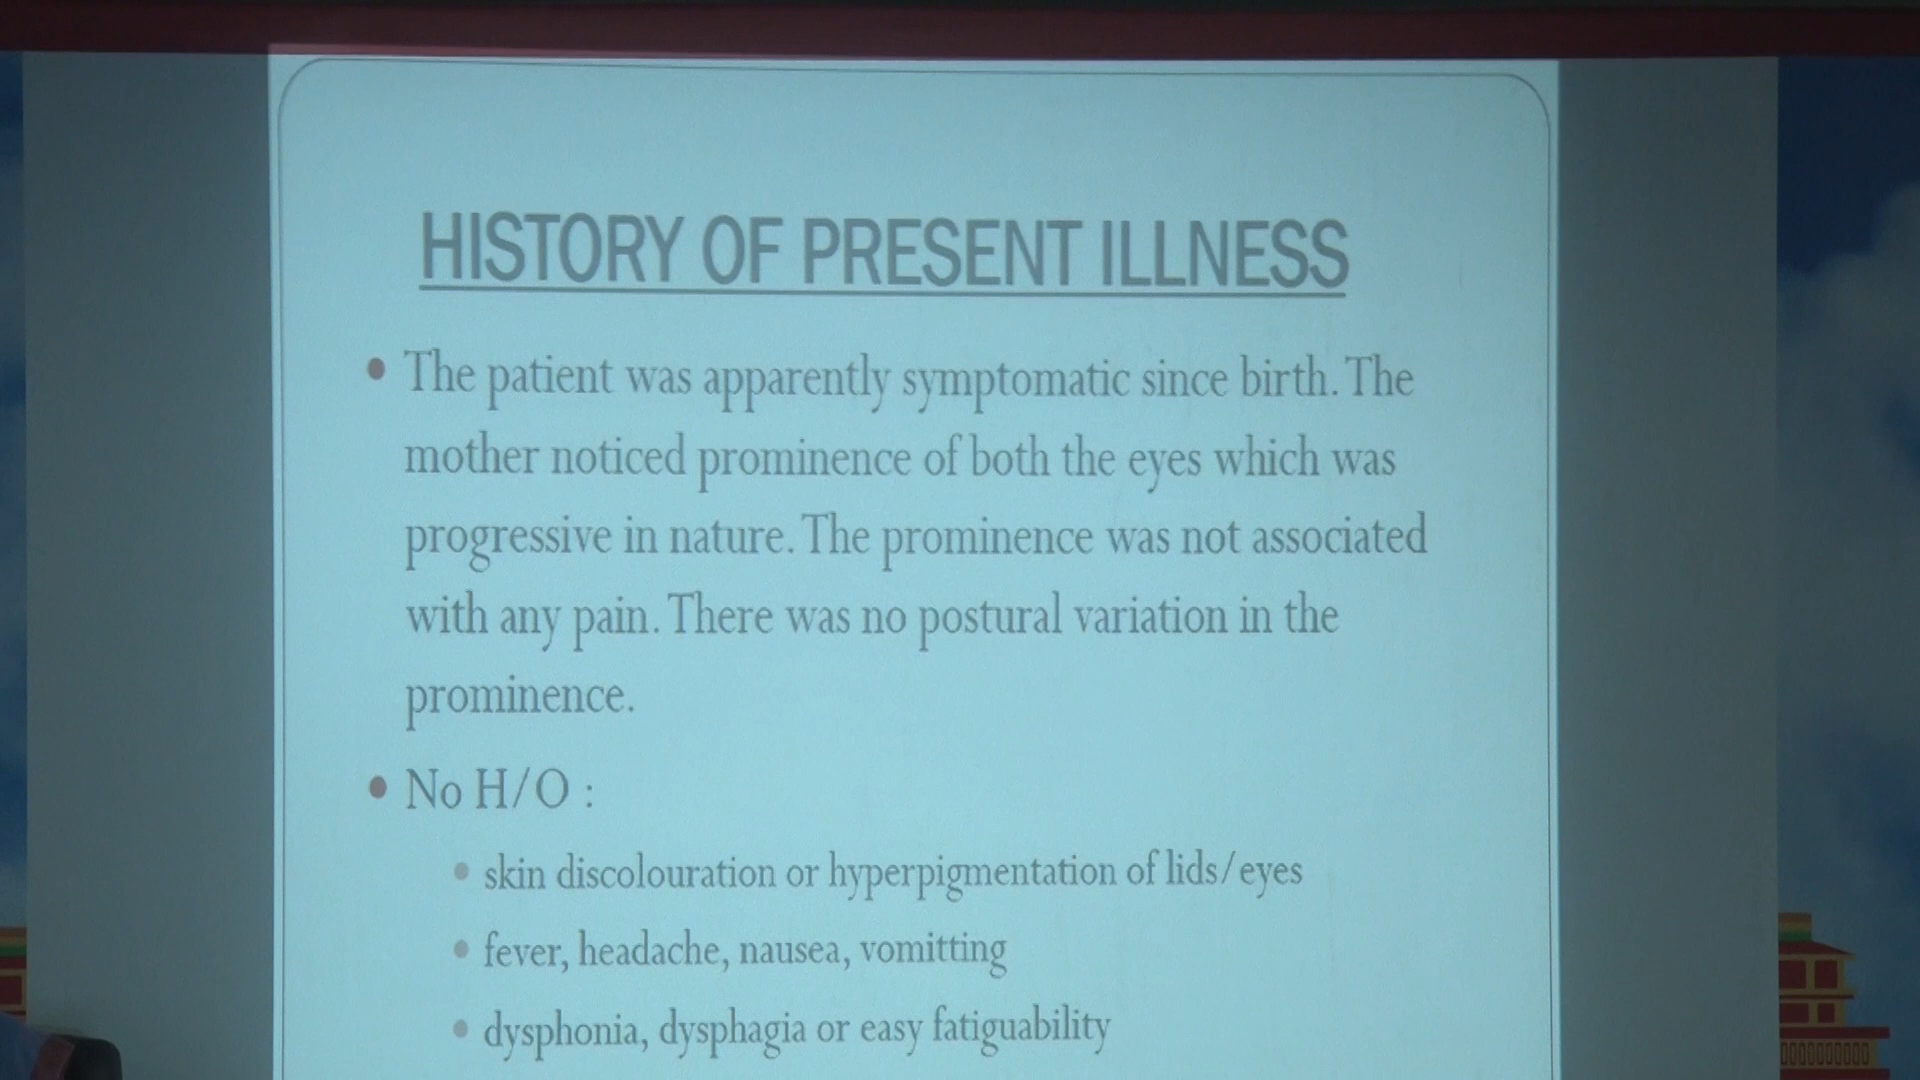 HISTORY OF PRESENT ILLNESS
• The patient was apparently symptomatic since birth. The
mother noticed prominence of both the eyes which was
progressive in nature. The prominence was not associated
with any pain. There was no postural variation in the
prominence.
• No H/O :
• skin discolouration or hyperpigmentation of lids/eyes
• fever, headache, nausea, vomitting
• dysphonia, dysphagia or easy fatiguability